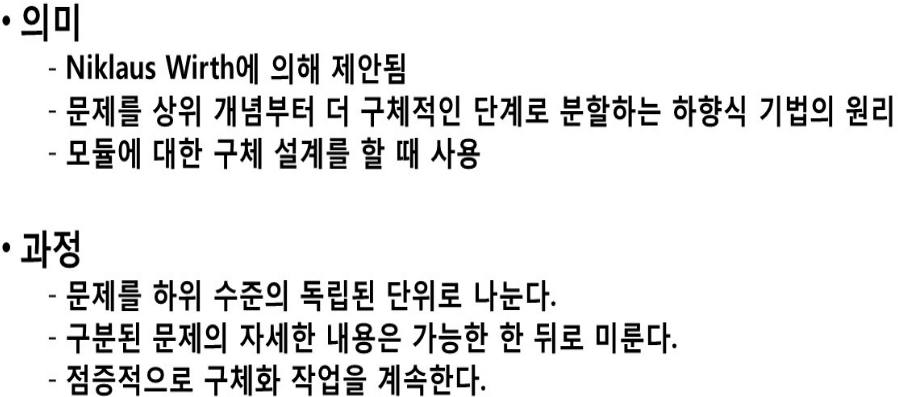 • 의미
- Niklaus Wirth에 의해 제안됨
- 문제를 상위 개념부터 더 구체적인 단계로 분할하는 하향식 기법의 원리
- 모듈에 대한 구체 설계를 할 때 사용
• 과정
- 문제를 하위 수준의 독립된 단위로 나눈다.
- 구분된 문제의 자세한 내용은 가능한 한 뒤로 미룬다.
- 점증적으로 구체화 작업을 계속한다.